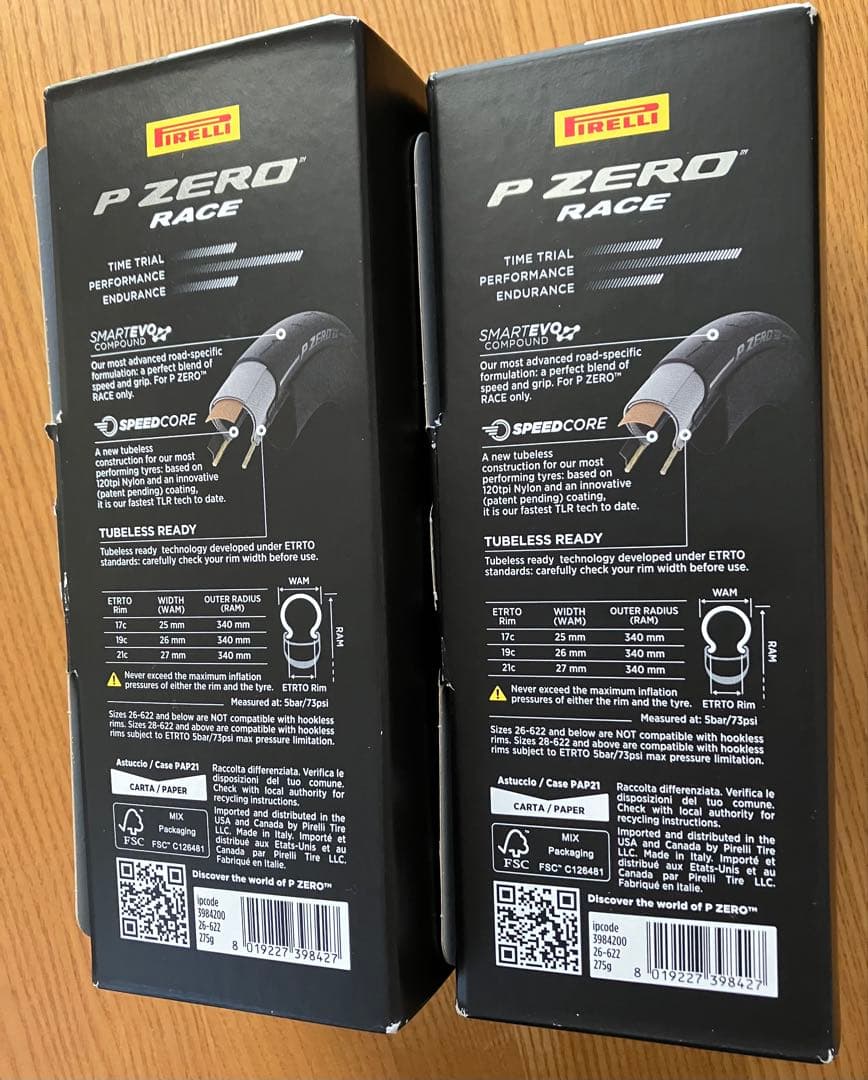 PIRELLI
P ZERO™
RACE
TIME TRIAL
PERFORMANCE
ENDURANCE
SMARTEVO
COMPOUND
Our most advanced road-specific
formulation: a perfect blend of
speed and grip. For P ZERO™
RACE only.
P ZERO
SPEEDCORE
A new tubeless
construction for our most
performing tyres: based on
120tpi Nylon and an innovative
(patent pending) coating,
it is our fastest TLR tech to date.
TUBELESS READY
Tubeless ready technology developed under ETRTO
standards: carefully check your rim width before use.
ETRTO Rim WIDTH (WAM) OUTER RADIUS (RAM)
17c 25 mm 340 mm
19c 26 mm 340 mm
21c 27 mm 340 mm
WAM
RAM
ETRTO Rim
Never exceed the maximum inflation
pressures of either the rim and the tyre.
Measured at: 5bar/73psi
Sizes 26-622 and below are NOT compatible with hookless
rims. Sizes 28-622 and above are compatible with hookless
rims subject to ETRTO 5bar/73psi max pressure limitation.
Astuccio / Case PAP21
CARTA / PAPER
Raccolta differenziata. Verifica le
disposizioni del tuo comune.
Check with local authority for
recycling instructions.
FSC
MIX
Packaging
FSC™ C126481
Imported and distributed in the
USA and Canada by Pirelli Tire
LLC. Made in Italy. Importé et
distribué aux Etats-Unis et au
Canada par Pirelli Tire LLC.
Fabriqué en Italie.
Discover the world of P ZERO™
ipcode
3984200
26-622
275g
8 019227 398427
PIRELLI
P ZERO™
RACE
TIME TRIAL
PERFORMANCE
ENDURANCE
SMARTEVO
COMPOUND
Our most advanced road-specific
formulation: a perfect blend of
speed and grip. For P ZERO™
RACE only.
P ZERO
SPEEDCORE
A new tubeless
construction for our most
performing tyres: based on
120tpi Nylon and an innovative
(patent pending) coating,
it is our fastest TLR tech to date.
TUBELESS READY
Tubeless ready technology developed under ETRTO
standards: carefully check your rim width before use.
ETRTO Rim WIDTH (WAM) OUTER RADIUS (RAM)
17c 25 mm 340 mm
19c 26 mm 340 mm
21c 27 mm 340 mm
WAM
RAM
ETRTO Rim
Never exceed the maximum inflation
pressures of either the rim and the tyre.
Measured at: 5bar/73psi
Sizes 26-622 and below are NOT compatible with hookless
rims. Sizes 28-622 and above are compatible with hookless
rims subject to ETRTO 5bar/73psi max pressure limitation.
Astuccio / Case PAP21
CARTA / PAPER
Raccolta differenziata. Verifica le
disposizioni del tuo comune.
Check with local authority for
recycling instructions.
FSC
MIX
Packaging
FSC™ C126481
Imported and distributed in the
USA and Canada by Pirelli Tire
LLC. Made in Italy. Importé et
distribué aux Etats-Unis et au
Canada par Pirelli Tire LLC.
Fabriqué en Italie.
Discover the world of P ZERO™
ipcode
3984200
26-622
275g
8 019227 398427